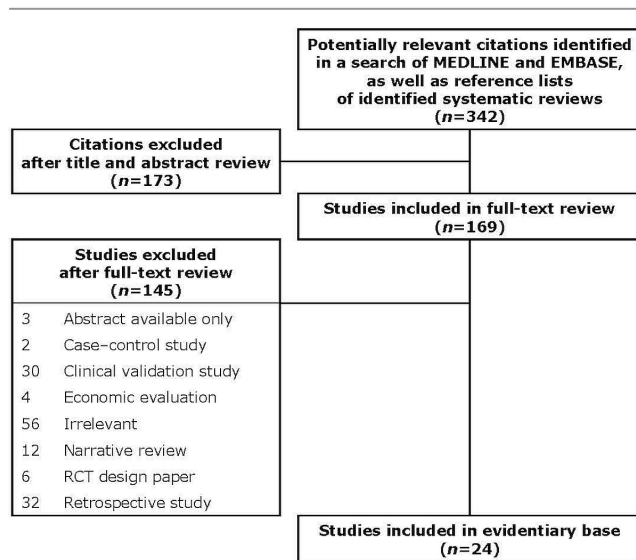 Potentially relevant citations identified
in a search of MEDLINE and EMBASE,
as well as reference lists
of identified systematic reviews
(n=342)
Citations excluded
after title and abstract review
(n=173)
Studies included in full-text review
(n=169)
Studies excluded
after full-text review
(n=145)
3 Abstract available only
2 Case–control study
30 Clinical validation study
4 Economic evaluation
56 Irrelevant
12 Narrative review
6 RCT design paper
32 Retrospective study
Studies included in evidentiary base
(n=24)